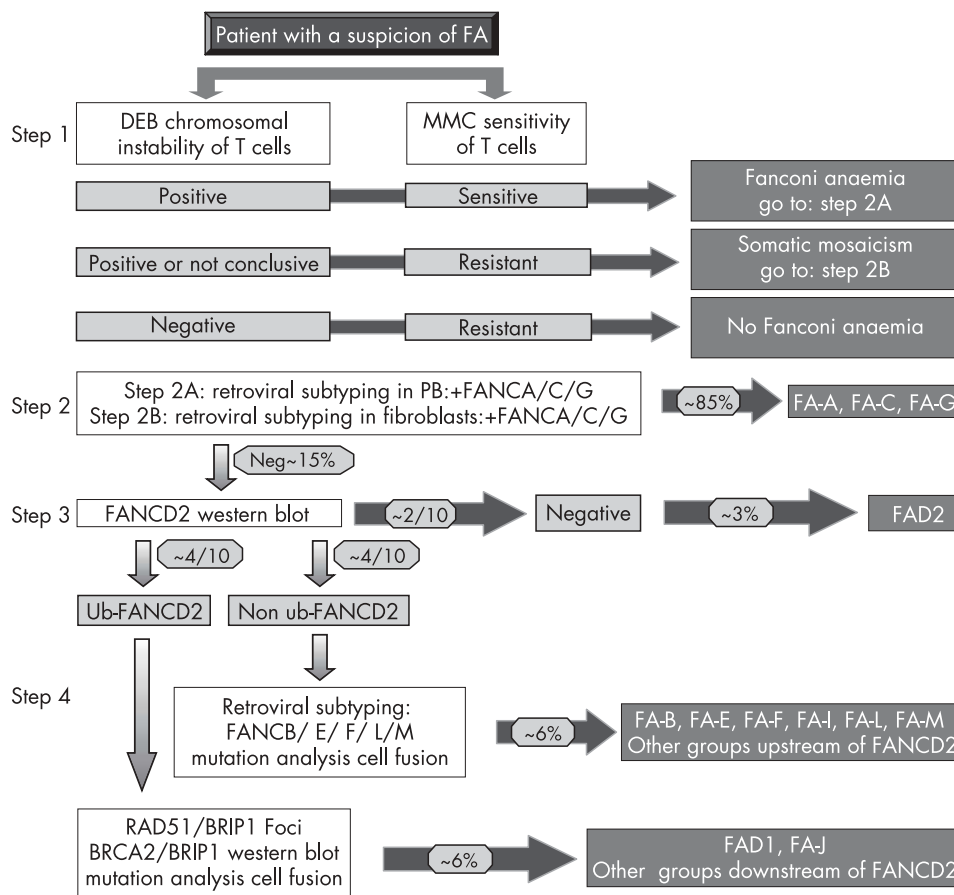 Patient with a suspicion of FA
Step 1
DEB chromosomal
instability of T cells
MMC sensitivity
of T cells
Positive
Sensitive
Fanconi anaemia
go to: step 2A
Positive or not conclusive
Resistant
Somatic mosaicism
go to: step 2B
Negative
Resistant
No Fanconi anaemia
Step 2
Step 2A: retroviral subtyping in PB:+FANCA/C/G
Step 2B: retroviral subtyping in fibroblasts:+FANCA/C/G
~85%
FA-A, FA-C, FA-G
Neg~15%
Step 3
FANCD2 western blot
~2/10
Negative
~3%
FAD2
~4/10
~4/10
Ub-FANCD2
Non ub-FANCD2
Step 4
Retroviral subtyping:
FANCB/ E/ F/ L/M
mutation analysis cell fusion
~6%
FA-B, FA-E, FA-F, FA-I, FA-L, FA-M
Other groups upstream of FANCD2
RAD51/BRIP1 Foci
BRCA2/BRIP1 western blot
mutation analysis cell fusion
~6%
FAD1, FA-J
Other groups downstream of FANCD2